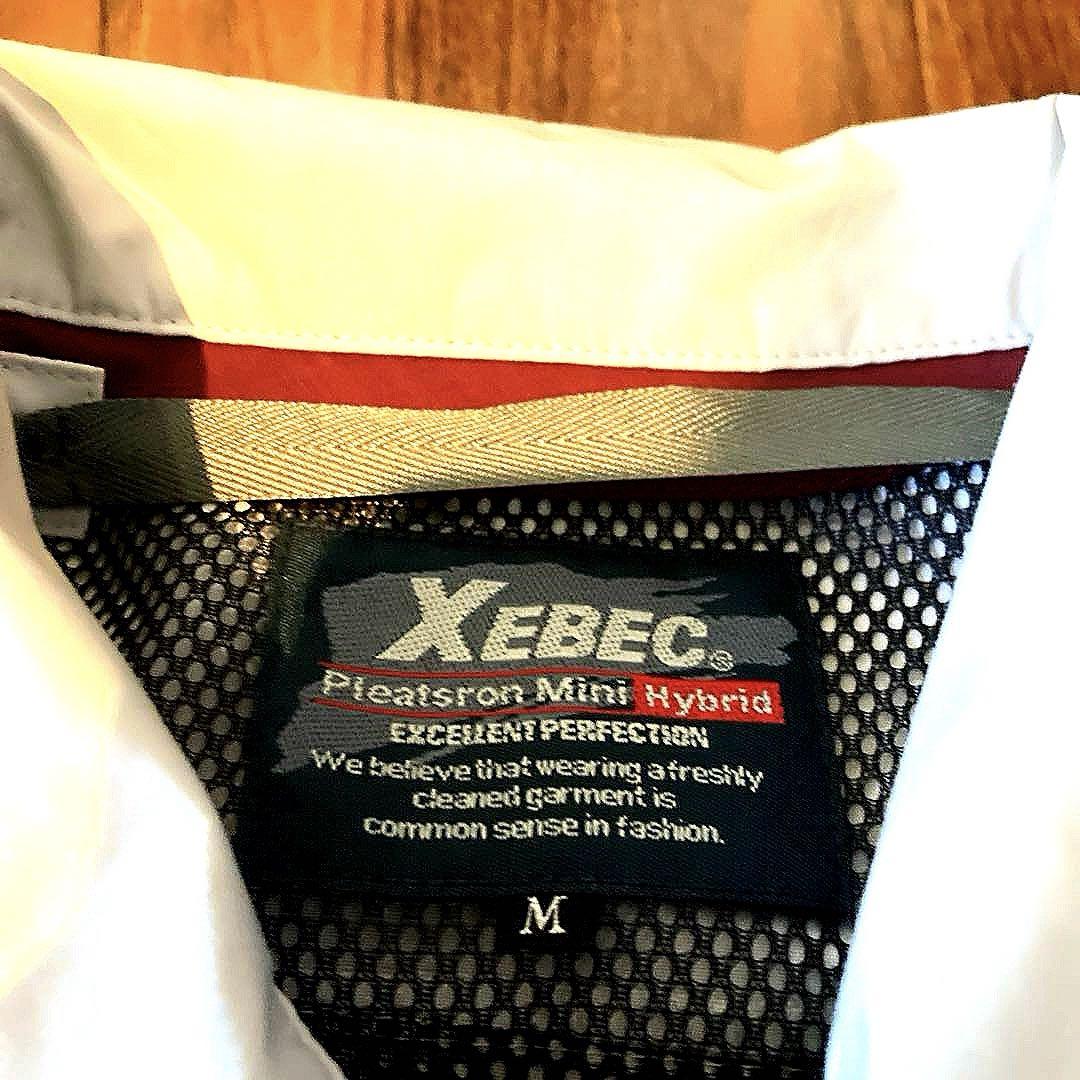 XEBEC®
Pleatsron Mini Hybrid
EXCELLENT PERFECTION
We believe that wearing a freshly
cleaned garment is
common sense in fashion.
M